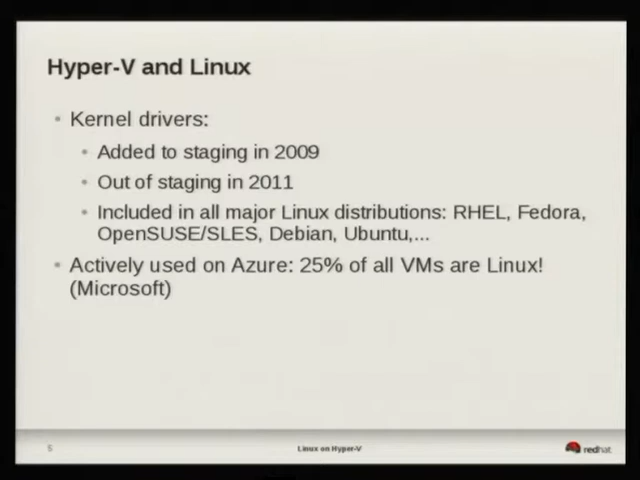 Hyper-V and Linux
Kernel drivers:
Added to staging in 2009
Out of staging in 2011
Included in all major Linux distributions: RHEL, Fedora,
OpenSUSE/SLES, Debian, Ubuntu,...
Actively used on Azure: 25% of all VMs are Linux!
(Microsoft)
5
Linux on Hyper-V
redhat